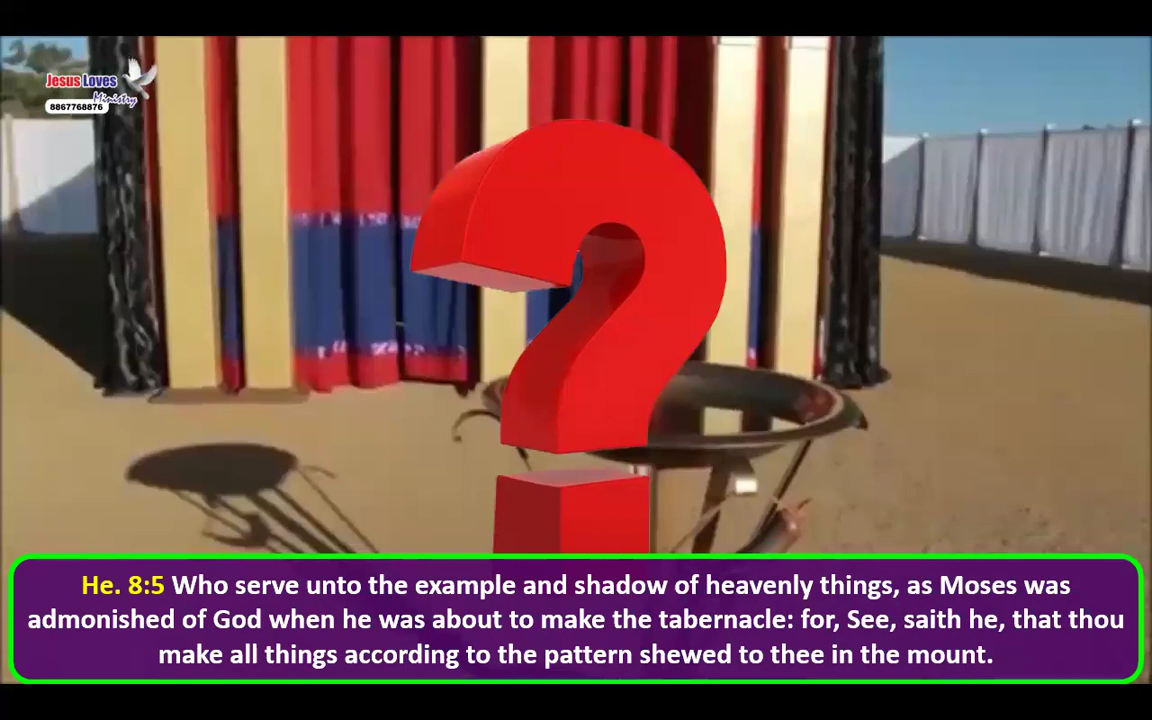 Jesus Loves
Ministry
8867768876
He. 8:5 Who serve unto the example and shadow of heavenly things, as Moses was
admonished of God when he was about to make the tabernacle: for, See, saith he, that thou
make all things according to the pattern shewed to thee in the mount.
?